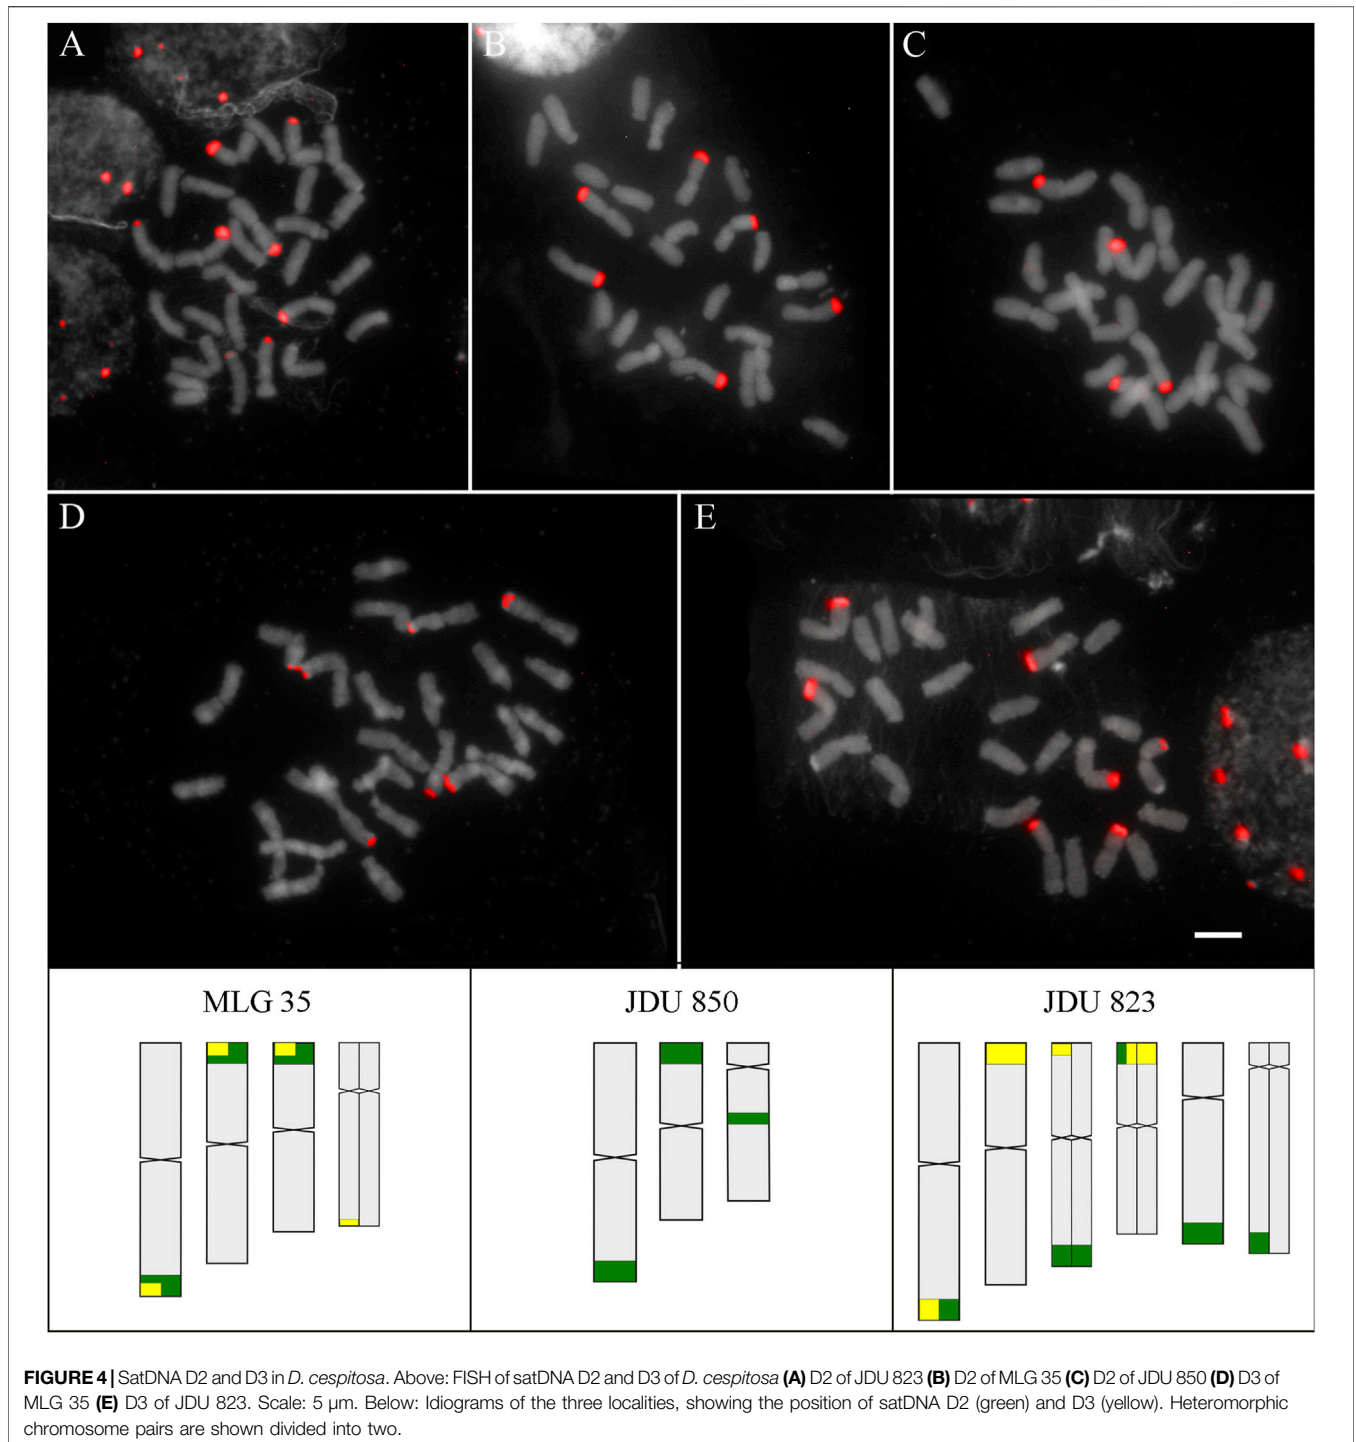 A
B
C
D
E
MLG 35
JDU 850
JDU 823
FIGURE 4 | SatDNA D2 and D3 in D. cespitosa. Above: FISH of satDNA D2 and D3 of D. cespitosa (A) D2 of JDU 823 (B) D2 of MLG 35 (C) D2 of JDU 850 (D) D3 of
MLG 35 (E) D3 of JDU 823. Scale: 5 µm. Below: Idiograms of the three localities, showing the position of satDNA D2 (green) and D3 (yellow). Heteromorphic
chromosome pairs are shown divided into two.